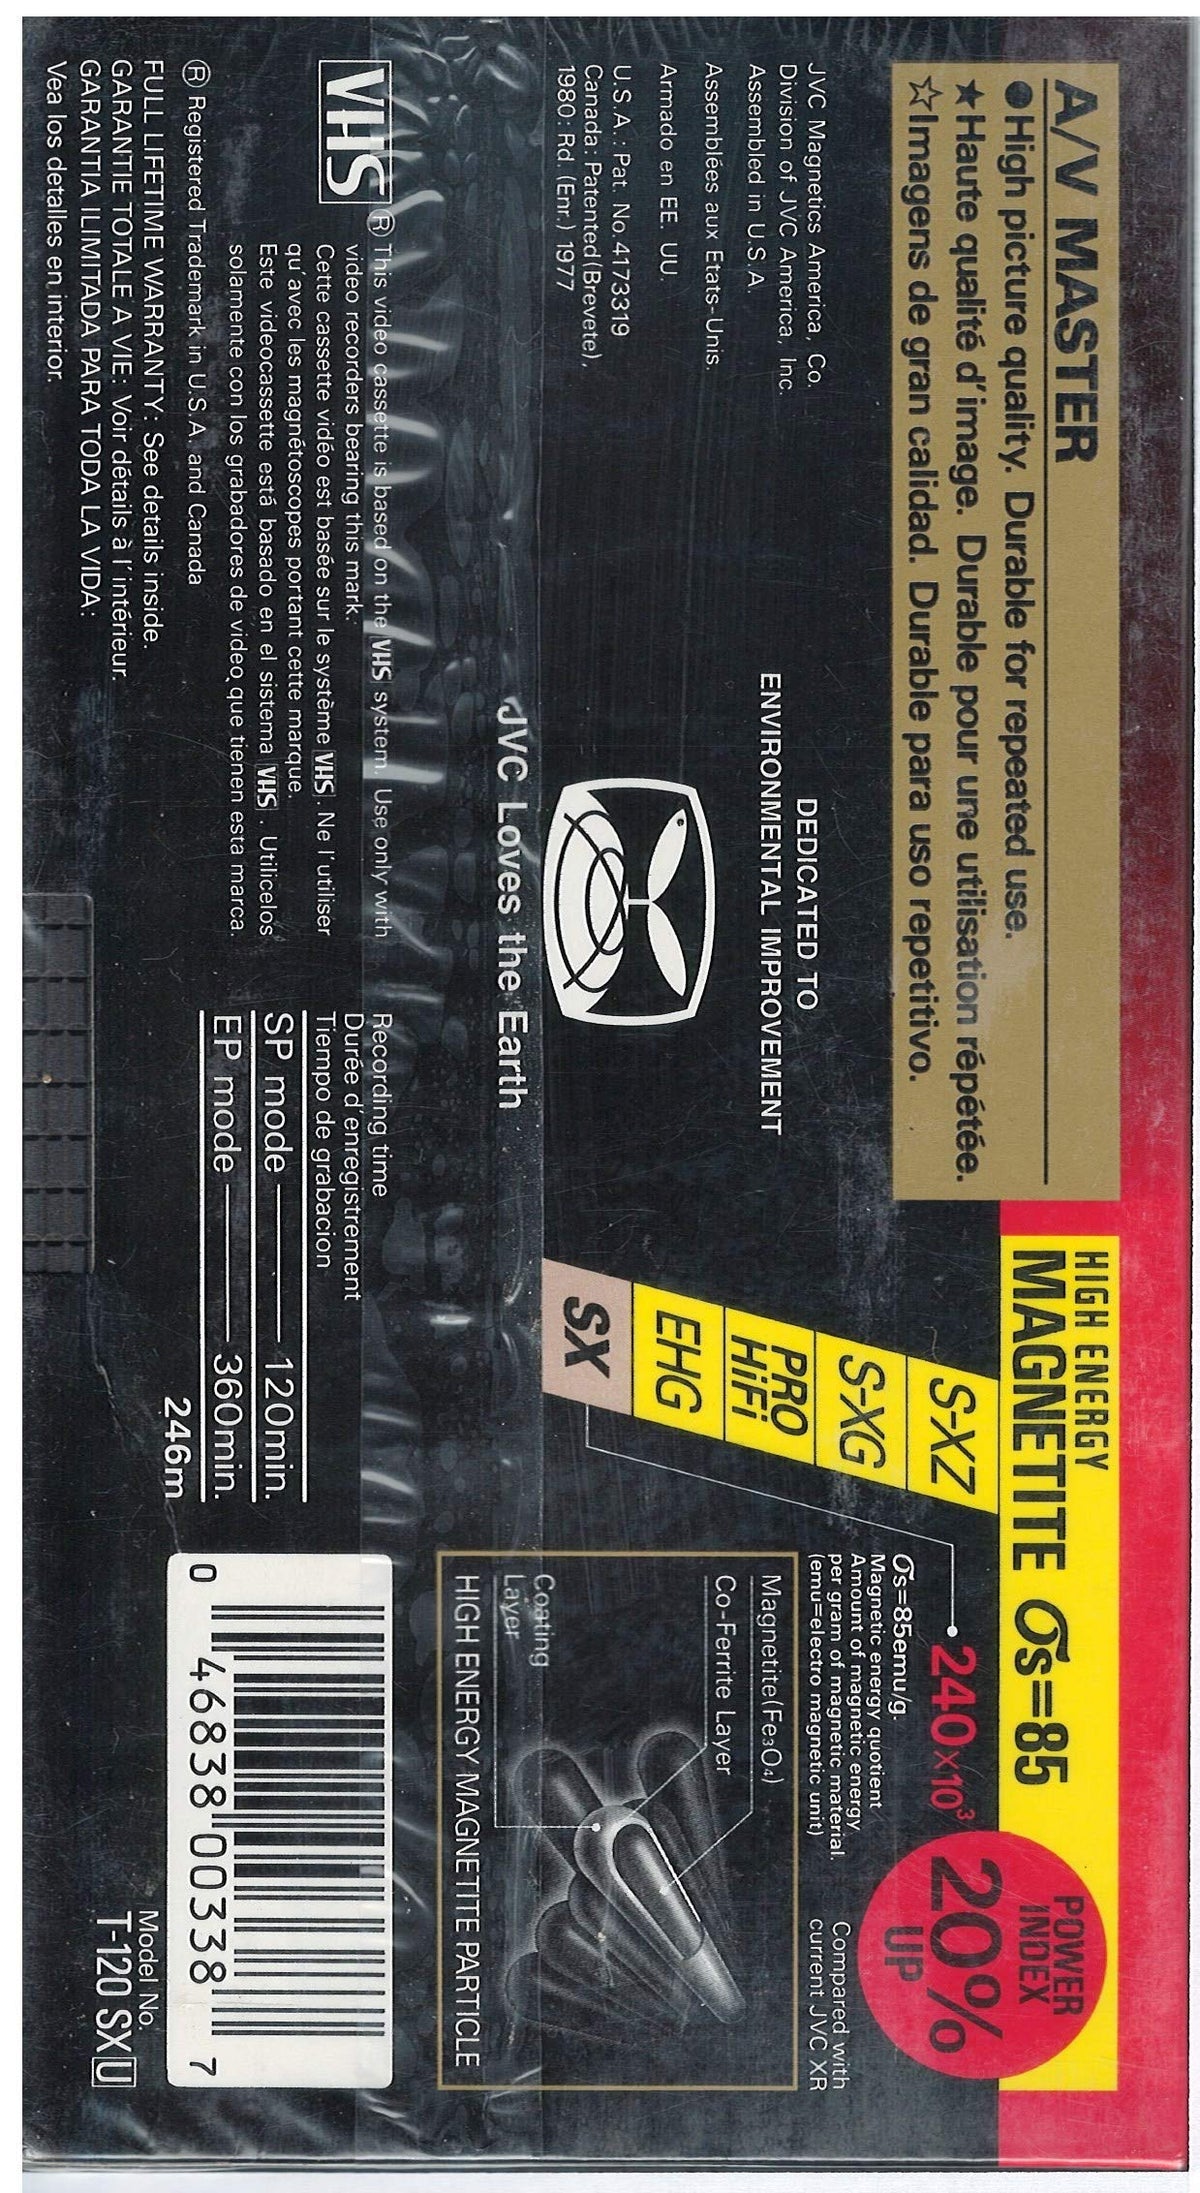 A/V MASTER
●High picture quality. Durable for repeated use.
★Haute qualité d'image. Durable pour une utilisation répétée.
☆Imagens de gran calidad. Durable para uso repetitivo.
HIGH ENERGY
MAGNETITE σs=85
POWER
INDEX
20%
UP
JVC Magnetics America, Co.
Division of JVC America, Inc.
Assembled in U.S.A.
Assemblées aux Etats-Unis.
Armado en EE. UU.
U.S.A.: Pat. No.4173319
Canada: Patented(Brevete),
1980: Rd.(Enr.) 1977
DEDICATED TO
ENVIRONMENTAL IMPROVEMENT
JVC Loves the Earth
S-XZ
S-XG
PRO
HiFi
EHG
SX
240×10³
σs=85emu/g.
Magnetic energy quotient
Amount of magnetic energy
per gram of magnetic material.
(emu=electro magnetic unit)
Compared with
current JVC XR
Magnetite(Fe3O4)
Co-Ferrite Layer
Coating
Layer
HIGH ENERGY MAGNETITE PARTICLE
VHS
® This video cassette is based on the VHS system. Use only with
video recorders bearing this mark.
Cette cassette vidéo est basée sur le système VHS. Ne l'utiliser
qu'avec les magnétoscopes portant cette marque.
Este videocassette está basado en el sistema VHS. Utilicelos
solamente con los grabadores de video que tienen esta marca.
® Registered Trademark in U.S.A. and Canada
FULL LIFETIME WARRANTY: See details inside.
GARANTIE TOTALE A VIE: Voir détails à l'intérieur.
GARANTIA ILIMITADA PARA TODA LA VIDA:
Vea los detalles en interior.
Recording time
Durée d'enregistrement
Tiempo de grabacion
SP mode 120min.
EP mode 360min.
246m
0 46838 00338 7
Model No.
T-120 SXU